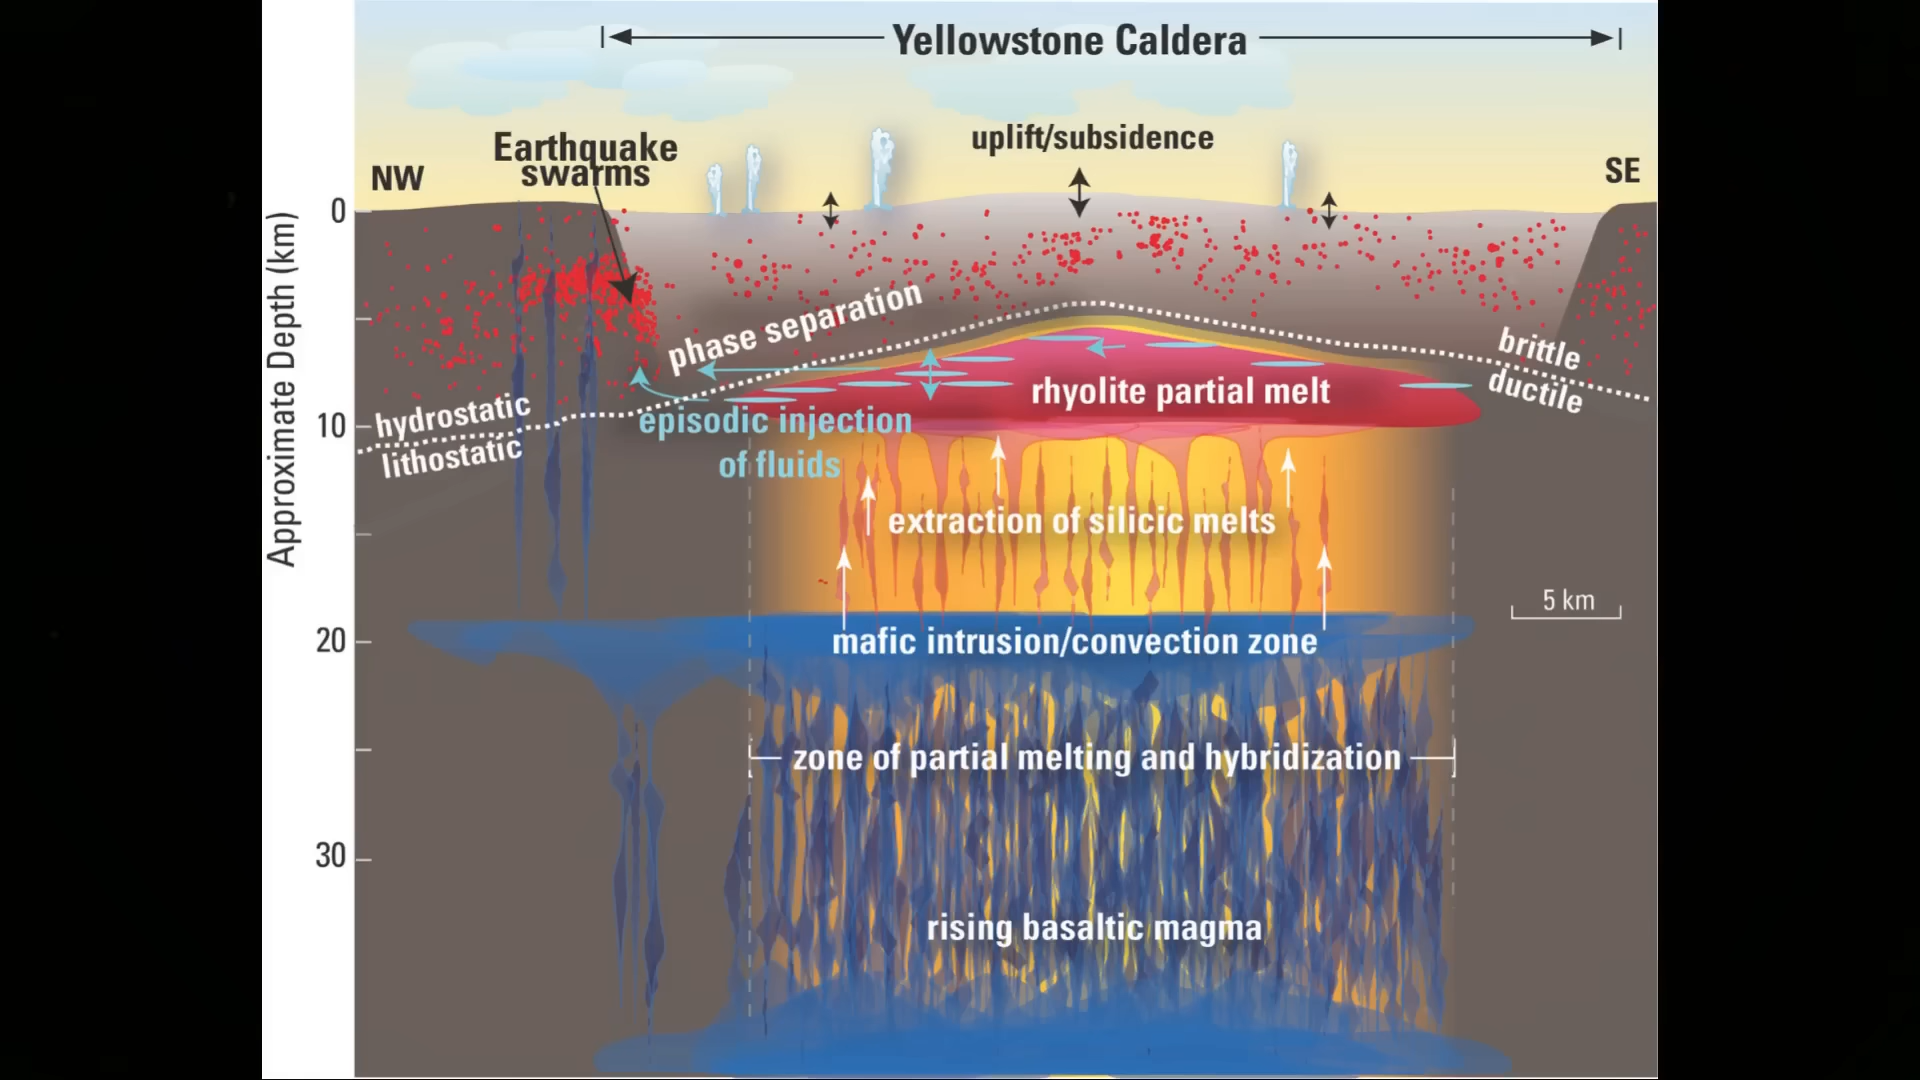 Yellowstone Caldera
Earthquake
swarms
uplift/subsidence
NW
SE
Approximate Depth (km)
0
10
20
30
phase separation
brittle
ductile
hydrostatic
lithostatic
rhyolite partial melt
episodic injection
of fluids
extraction of silicic melts
5 km
mafic intrusion/convection zone
zone of partial melting and hybridization
rising basaltic magma